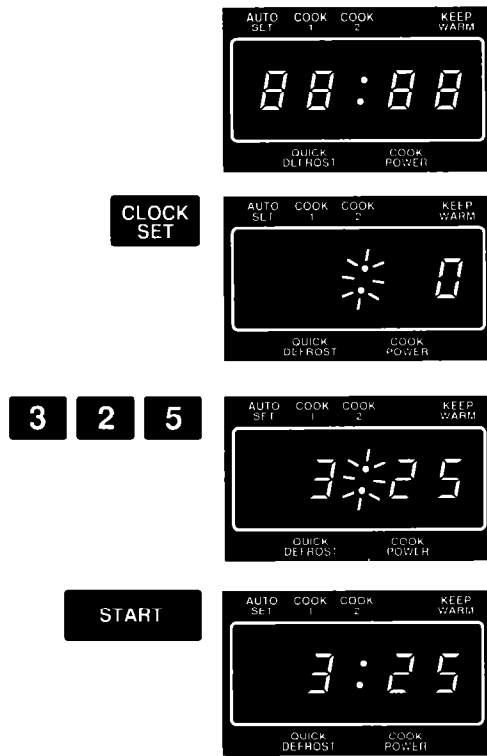 AUTO COOK COOK KEEP
SET 1 2 WARM
88:88
QUICK COOK
DEFROST POWER
CLOCK
SET
AUTO COOK COOK KEEP
SET 1 2 WARM
: 0
QUICK COOK
DEFROST POWER
3 2 5
AUTO COOK COOK KEEP
SET 1 2 WARM
3:25
QUICK COOK
DEFROST POWER
START
AUTO COOK COOK KEEP
SET 1 2 WARM
3:25
QUICK COOK
DEFROST POWER